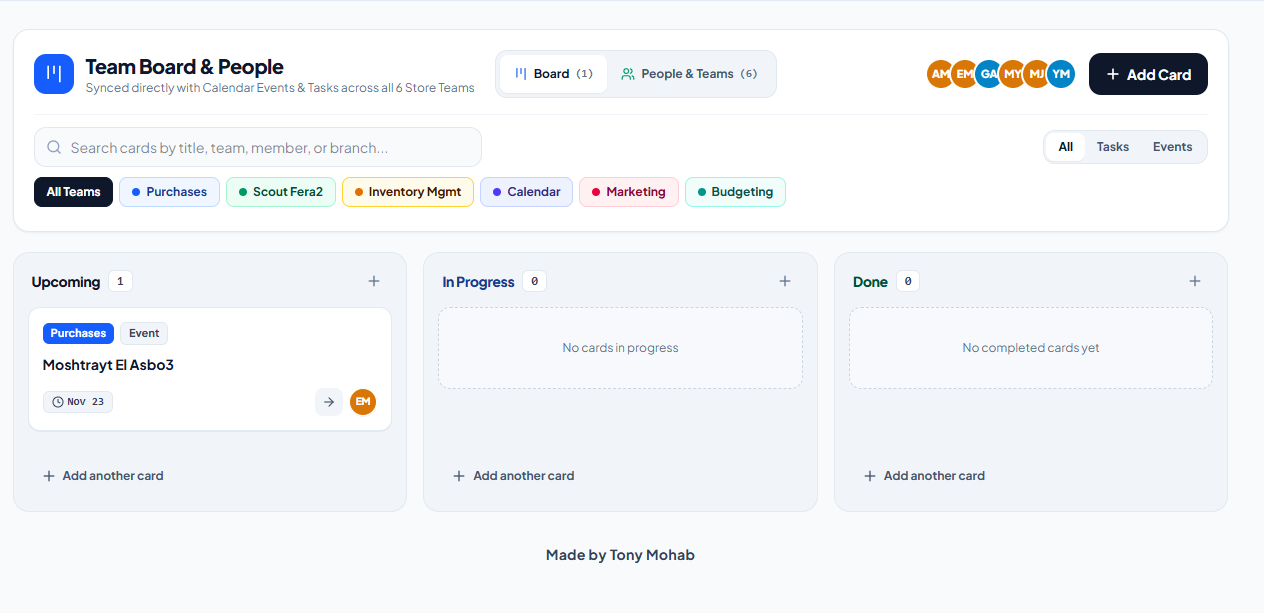 Team Board & People
Synced directly with Calendar Events & Tasks across all 6 Store Teams
Board (1)
People & Teams (6)
AM EM GA MY MJ YM
+ Add Card
Search cards by title, team, member, or branch...
All Tasks Events
All Teams Purchases Scout Fera2 Inventory Mgmt Calendar Marketing Budgeting
Upcoming 1 +
Purchases Event
Moshtrayt El Asbo3
Nov 23
EM
+ Add another card
In Progress 0 +
No cards in progress
+ Add another card
Done 0 +
No completed cards yet
+ Add another card
Made by Tony Mohab